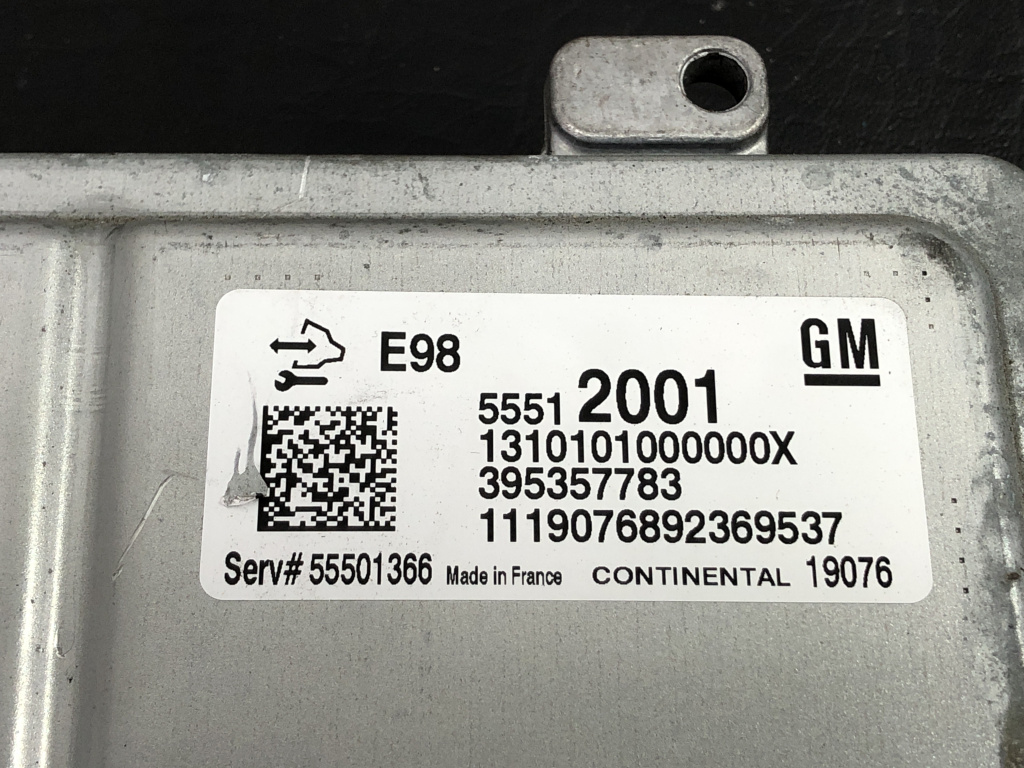 E98
GM
5551 2001
1310101000000X
395357783
1119076892369537
Serv# 55501366 Made in France CONTINENTAL 19076